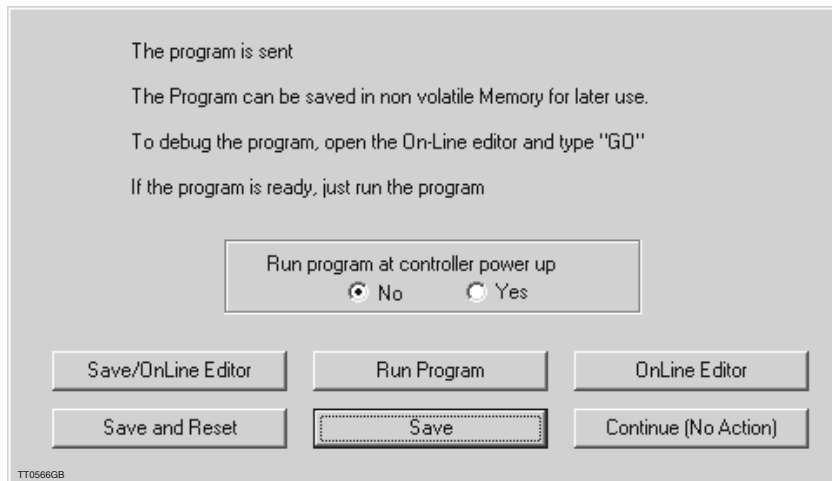 The program is sent
The Program can be saved in non volatile Memory for later use.
To debug the program, open the On-Line editor and type "GO"
If the program is ready, just run the program
Run program at controller power up
No Yes
Save/OnLine Editor Run Program OnLine Editor
Save and Reset Save Continue (No Action)
TT0566GB